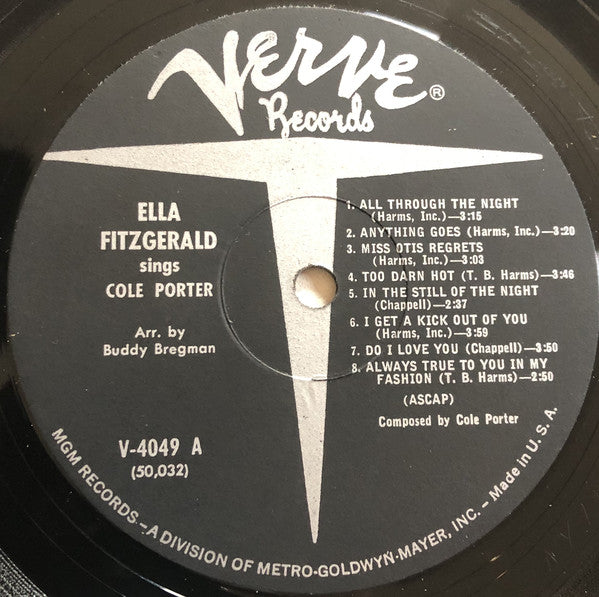 Verve®
Records
ELLA
FITZGERALD
sings
COLE PORTER
Arr. by
Buddy Bregman
V-4049 A
(50,032)
1. ALL THROUGH THE NIGHT
(Harms, Inc.)—3:15
2. ANYTHING GOES (Harms, Inc.)—3:20
3. MISS OTIS REGRETS
(Harms, Inc.)—3:03
4. TOO DARN HOT (T. B. Harms)—3:46
5. IN THE STILL OF THE NIGHT
(Chappell)—2:37
6. I GET A KICK OUT OF YOU
(Harms, Inc.)—3:59
7. DO I LOVE YOU (Chappell)—3:50
8. ALWAYS TRUE TO YOU IN MY
FASHION (T. B. Harms)—2:50
(ASCAP)
Composed by Cole Porter
MGM RECORDS—A DIVISION OF METRO-GOLDWYN-MAYER, INC.—Made in U. S. A.